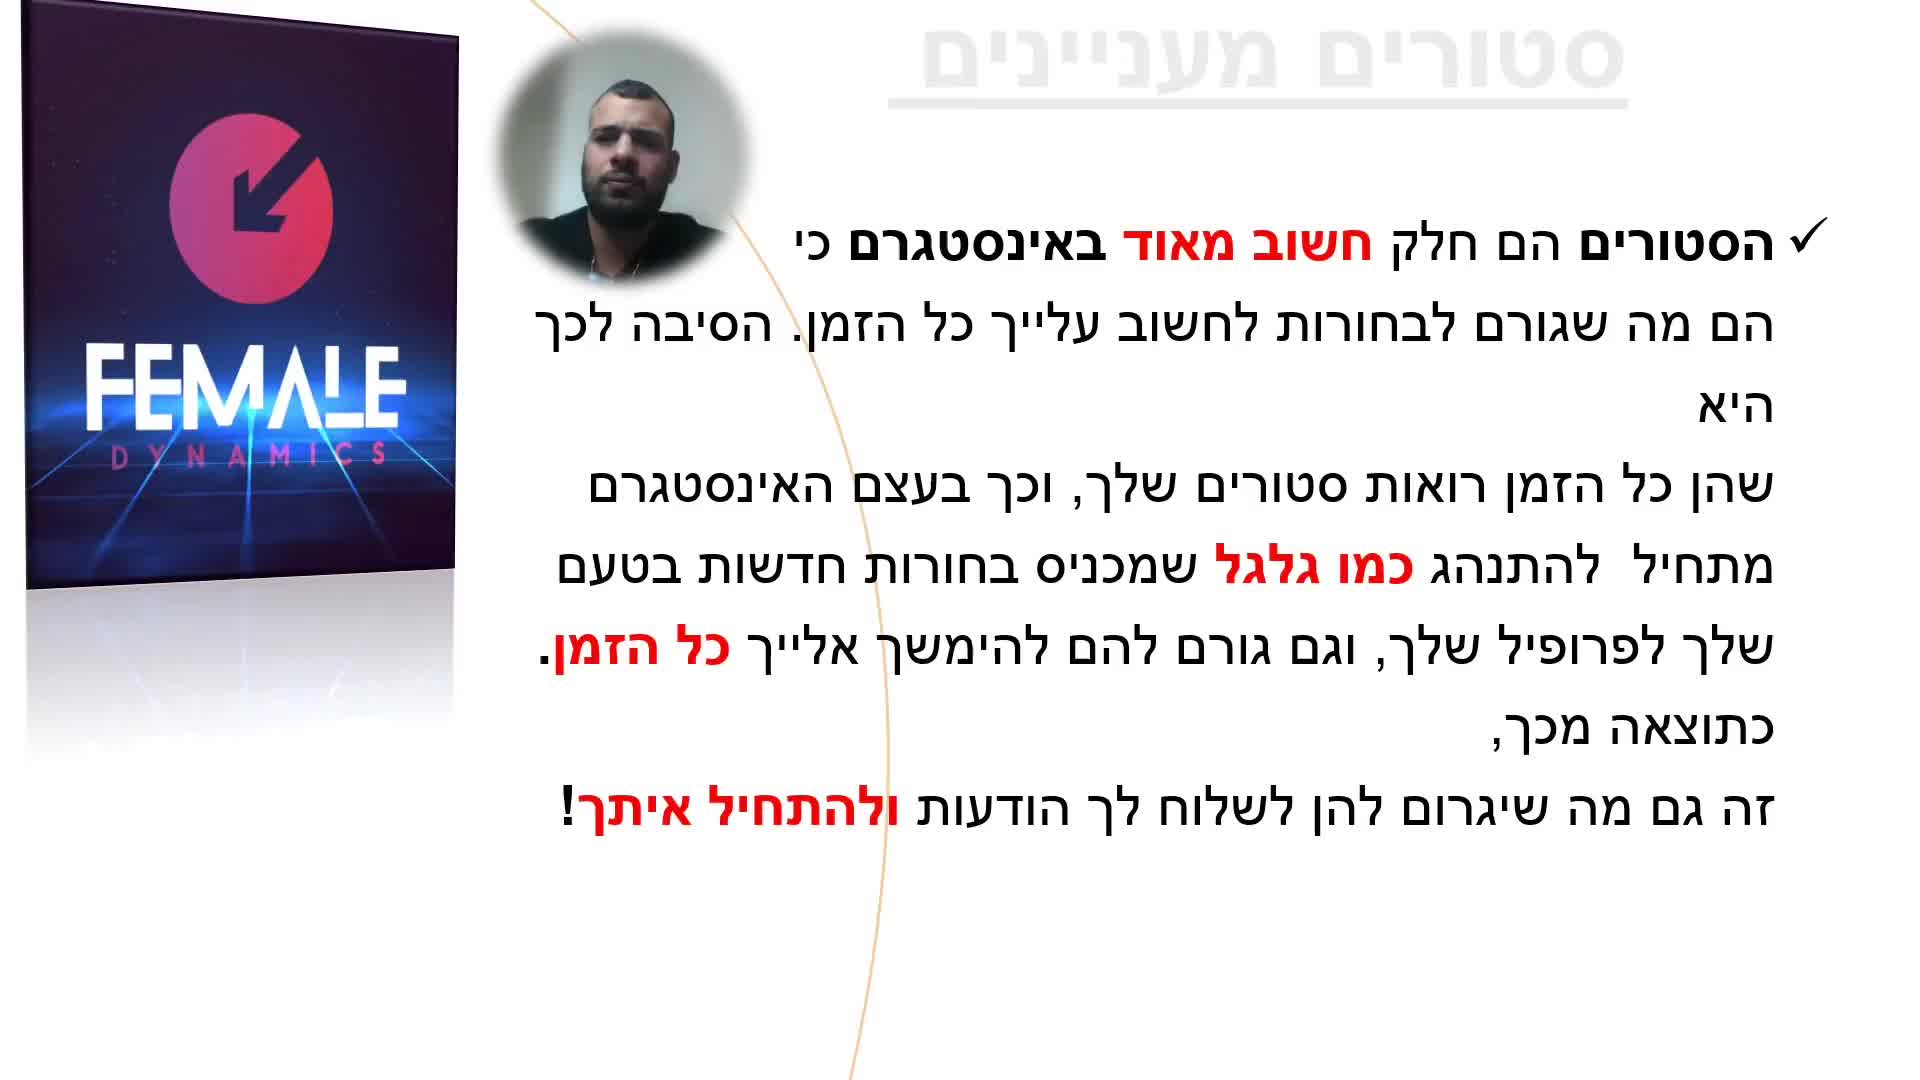 סטורים מעניינים
FEMALE
DYNAMICS
✓ הסטורים הם חלק חשוב מאוד באינסטגרם כי
הם מה שגורם לבחורות לחשוב עלייך כל הזמן. הסיבה לכך
היא
שהן כל הזמן רואות סטורים שלך, וכך בעצם האינסטגרם
מתחיל להתנהג כמו גלגל שמכניס בחורות חדשות בטעם
שלך לפרופיל שלך, וגם גורם להם להימשך אלייך כל הזמן.
כתוצאה מכך,
זה גם מה שיגרום להן לשלוח לך הודעות ולהתחיל איתך!